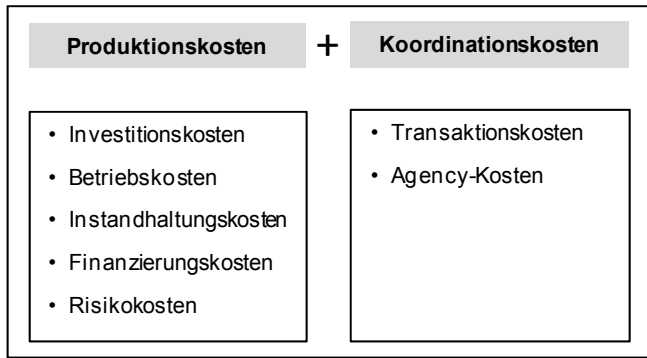 Produktionskosten + Koordinationskosten
• Investitionskosten
• Betriebskosten
• Instandhaltungskosten
• Finanzierungskosten
• Risikokosten
• Transaktionskosten
• Agency-Kosten